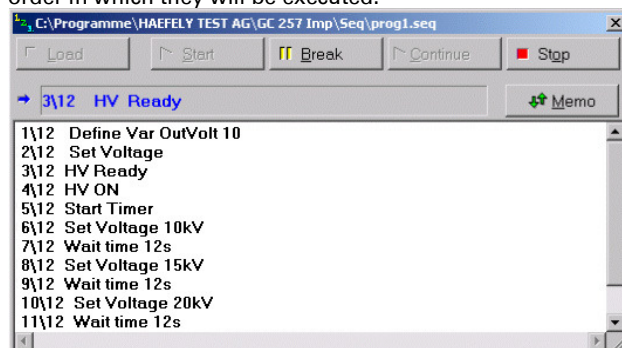 order in which they will be executed.
C:\Programme\HAEFELY TEST AG\GC 257 Imp\Seq\prog1.seq
Load Start Break Continue Stop
3\12 HV Ready Memo
1\12 Define Var OutVolt 10
2\12 Set Voltage
3\12 HV Ready
4\12 HV ON
5\12 Start Timer
6\12 Set Voltage 10kV
7\12 Wait time 12s
8\12 Set Voltage 15kV
9\12 Wait time 12s
10\12 Set Voltage 20kV
11\12 Wait time 12s